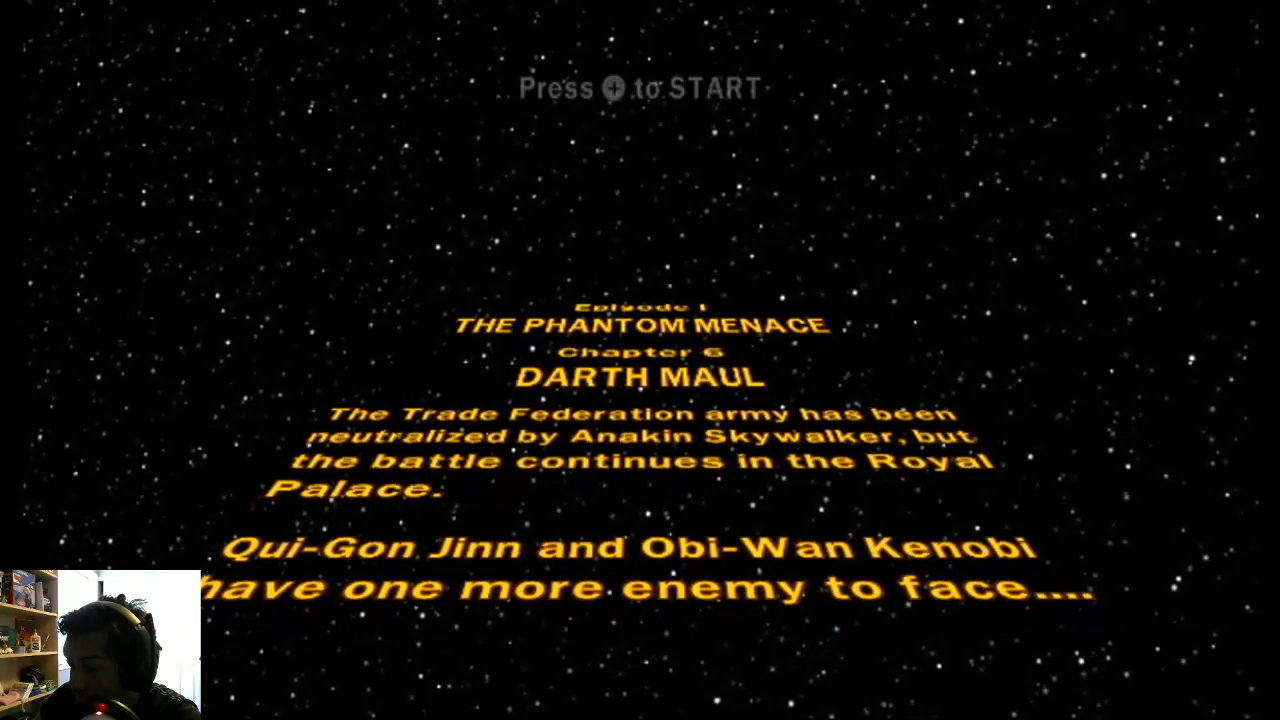 Press + to START
Episode I
THE PHANTOM MENACE
Chapter 6
DARTH MAUL
The Trade Federation army has been
neutralized by Anakin Skywalker, but
the battle continues in the Royal
Palace.
Qui-Gon Jinn and Obi-Wan Kenobi
have one more enemy to face....